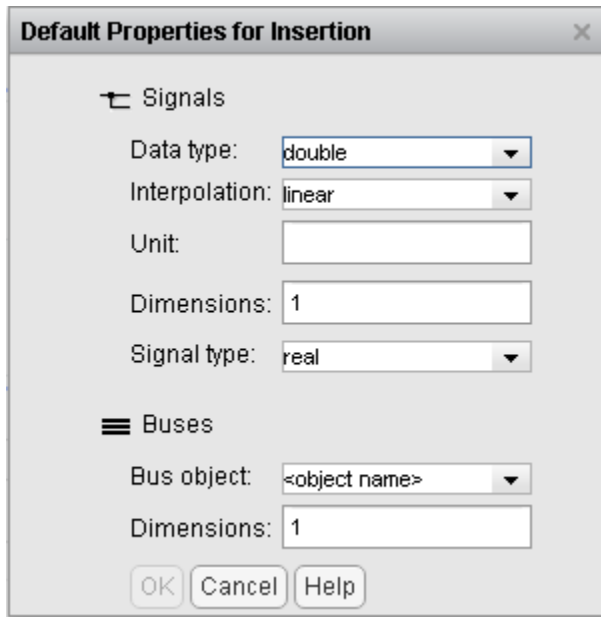 Default Properties for Insertion
Signals
Data type: double
Interpolation: linear
Unit:
Dimensions: 1
Signal type: real
Buses
Bus object: <object name>
Dimensions: 1
OK Cancel Help